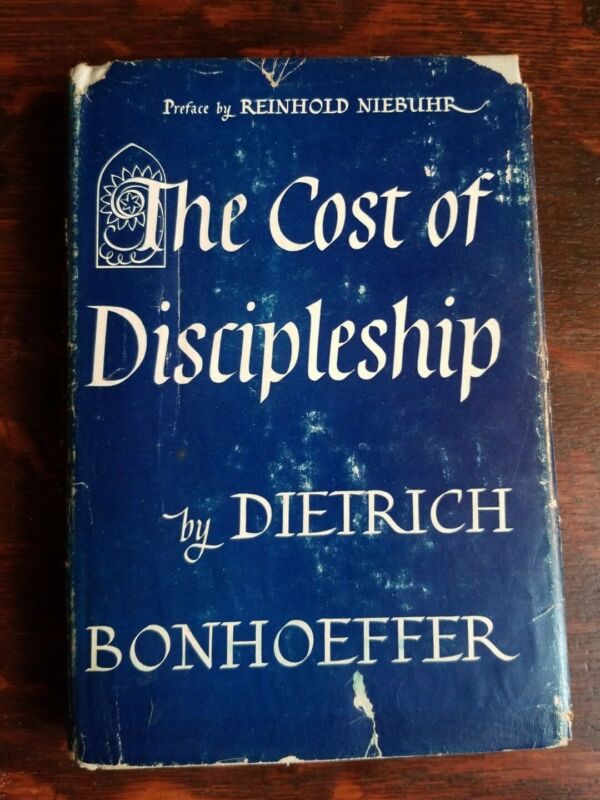 Preface by REINHOLD NIEBUHR
The Cost of
Discipleship
by DIETRICH
BONHOEFFER